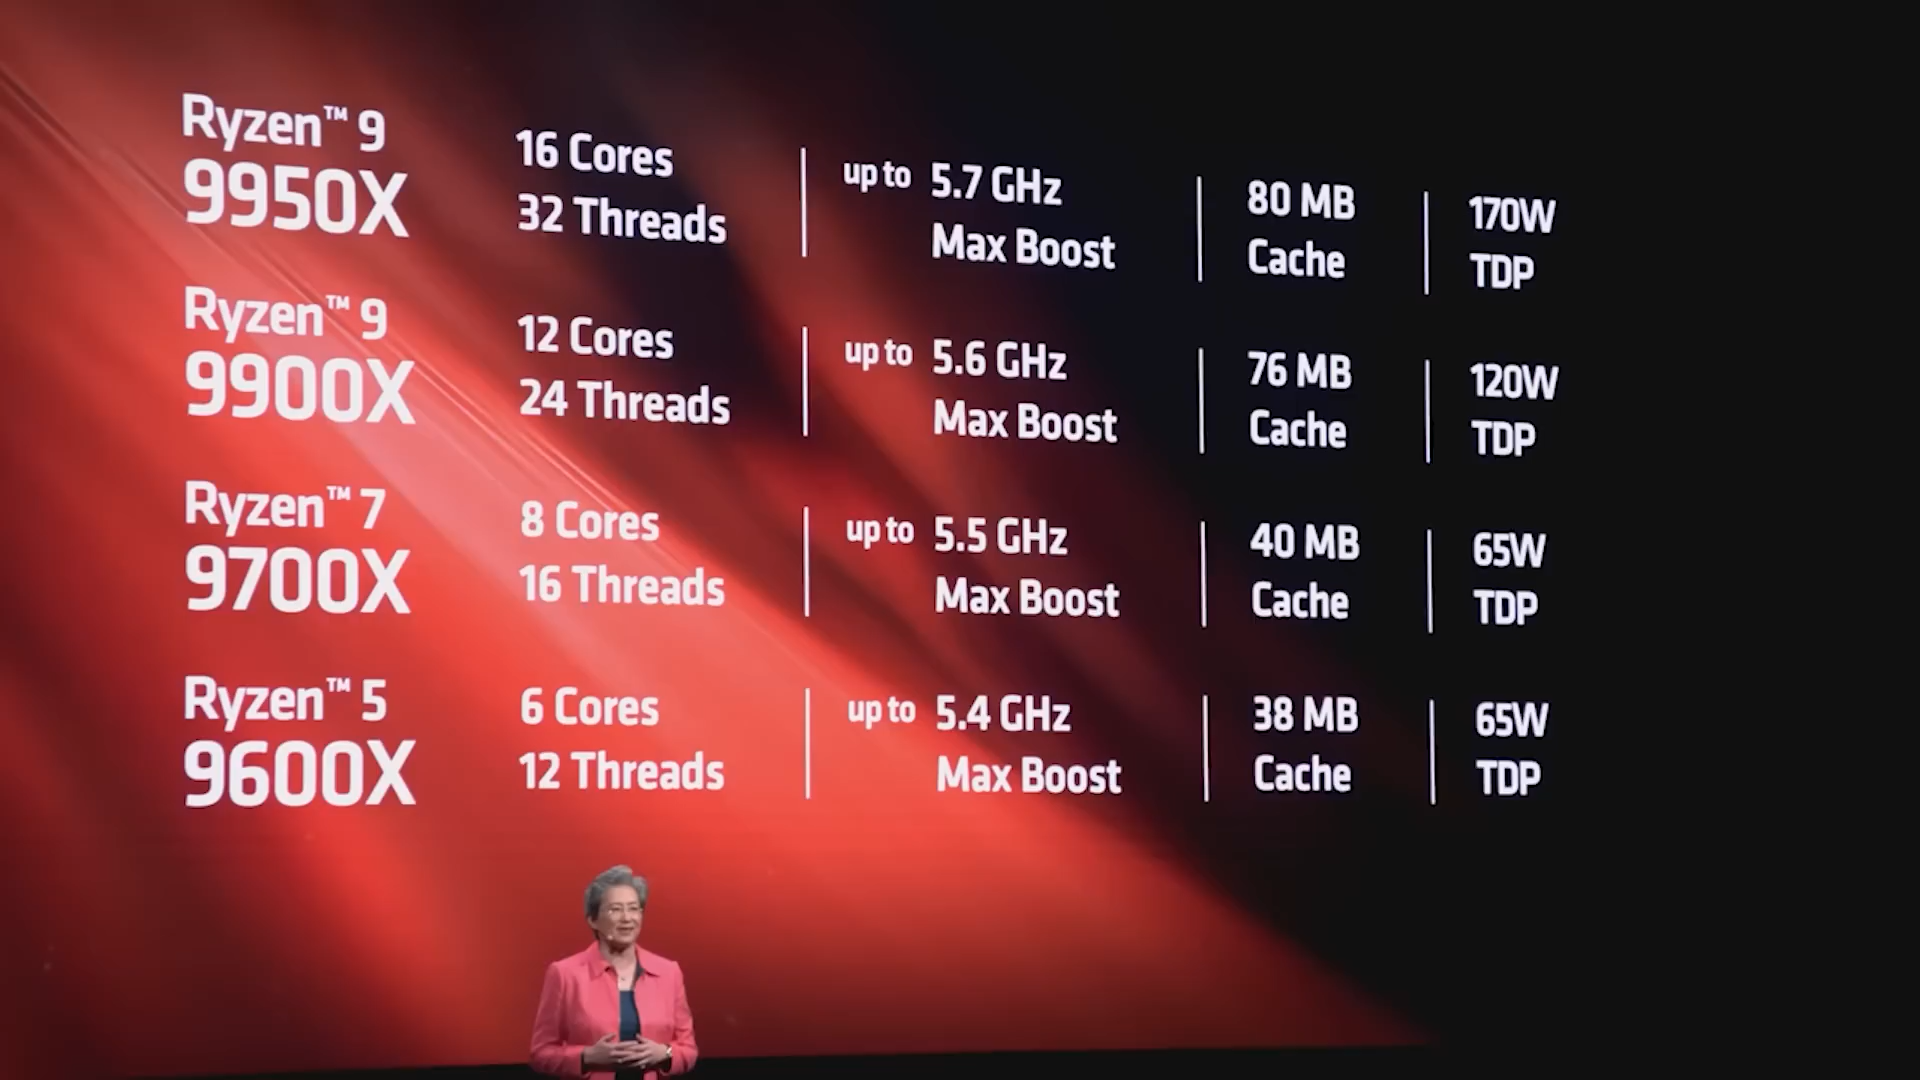 Ryzen™ 9
9950X
16 Cores
32 Threads
up to 5.7 GHz
Max Boost
80 MB
Cache
170W
TDP
Ryzen™ 9
9900X
12 Cores
24 Threads
up to 5.6 GHz
Max Boost
76 MB
Cache
120W
TDP
Ryzen™ 7
9700X
8 Cores
16 Threads
up to 5.5 GHz
Max Boost
40 MB
Cache
65W
TDP
Ryzen™ 5
9600X
6 Cores
12 Threads
up to 5.4 GHz
Max Boost
38 MB
Cache
65W
TDP